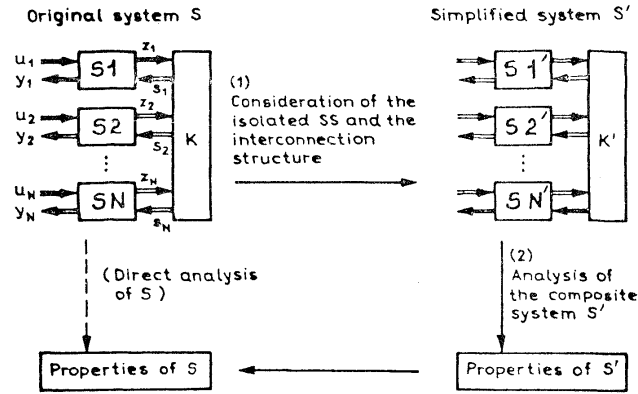 Original system S
Simplified system S'
u1
y1
S1
z1
s1
u2
y2
S2
z2
s2
⋮
uN
yN
SN
zN
sN
K
(1)
Consideration of the
isolated SS and the
interconnection
structure
S1'
S2'
⋮
SN'
K'
(Direct analysis
of S)
(2)
Analysis of
the composite
system S'
Properties of S
Properties of S'